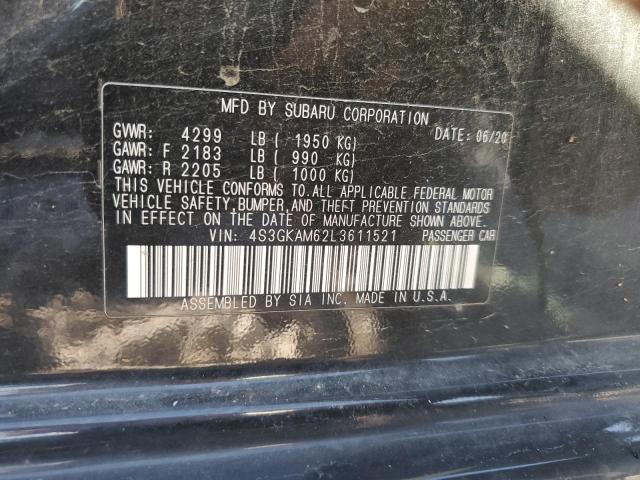 MFD BY SUBARU CORPORATION
GVWR: 4299 LB ( 1950 KG) DATE: 06/20
GAWR: F 2183 LB ( 990 KG)
GAWR: R 2205 LB ( 1000 KG)
THIS VEHICLE CONFORMS TO ALL APPLICABLE FEDERAL MOTOR
VEHICLE SAFETY, BUMPER, AND THEFT PREVENTION STANDARDS
IN EFFECT ON THE DATE OF MANUFACTURE SHOWN ABOVE.
VIN: 4S3GKAM62L3611521 PASSENGER CAR
ASSEMBLED BY SIA INC. MADE IN U.S.A.